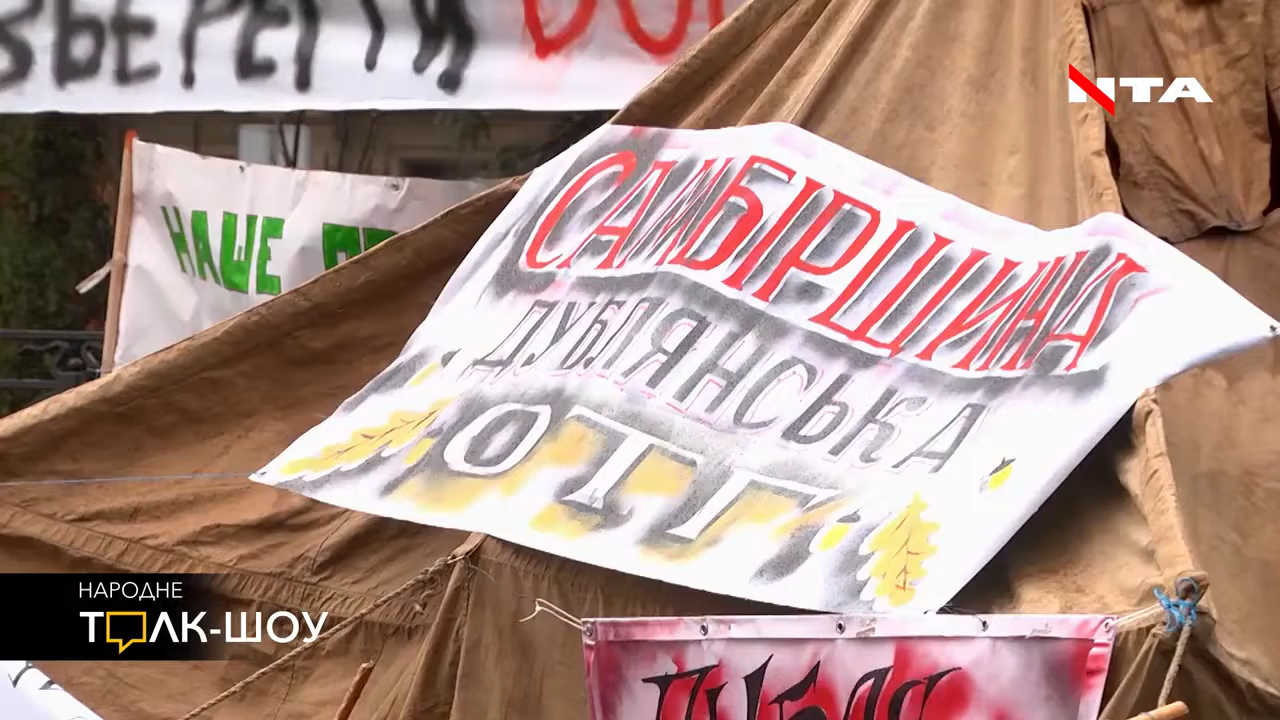 ЗБЕРЕГТИ
NTA
НАШЕ
САМБІРЩИНА
ДУБЛЯНСЬКА
ОТГ
НАРОДНЕ
ТОЛК-ШОУ